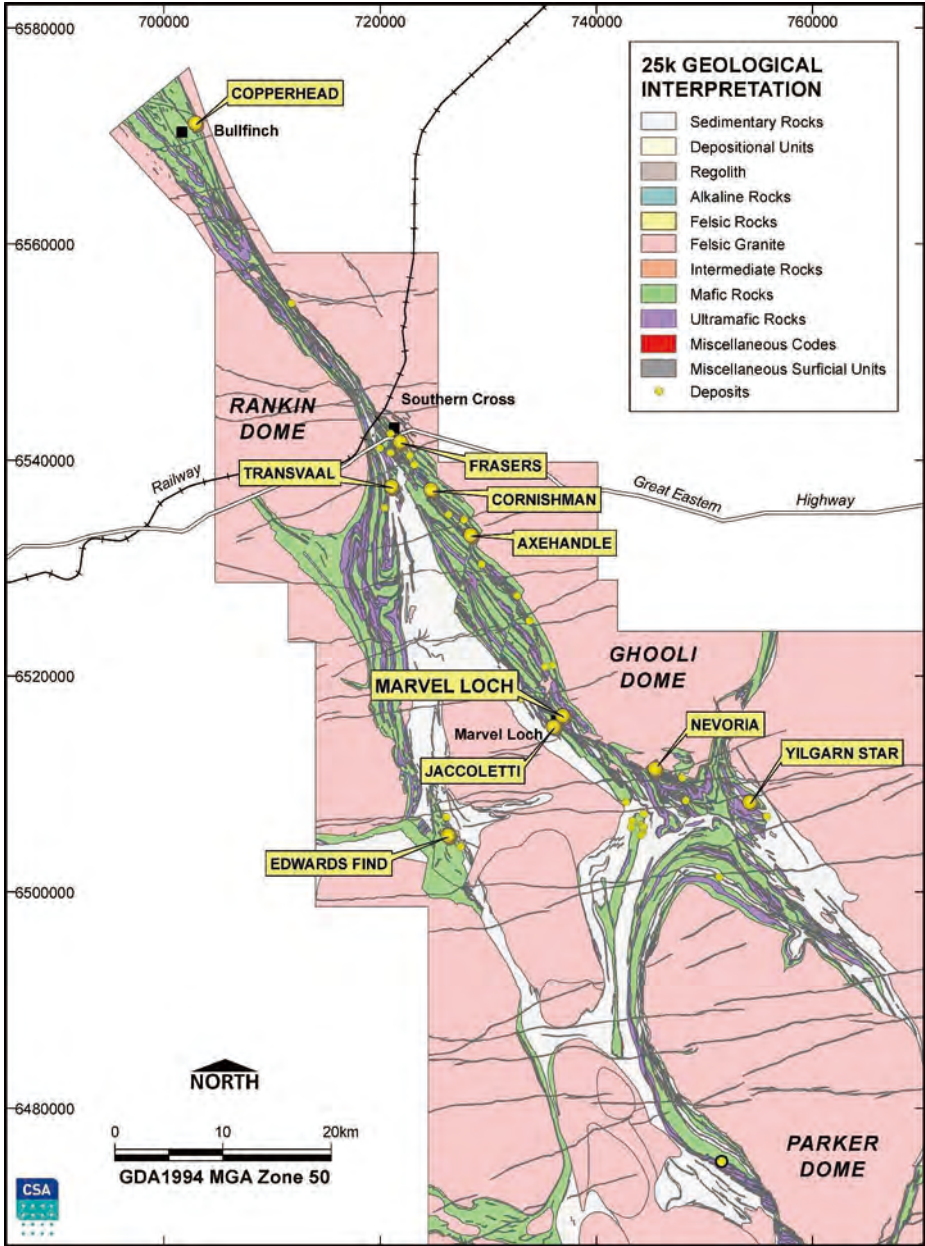 700000
720000
740000
760000
6580000
6560000
6540000
6520000
6500000
6480000
25k GEOLOGICAL
INTERPRETATION
Sedimentary Rocks
Depositional Units
Regolith
Alkaline Rocks
Felsic Rocks
Felsic Granite
Intermediate Rocks
Mafic Rocks
Ultramafic Rocks
Miscellaneous Codes
Miscellaneous Surficial Units
Deposits
COPPERHEAD
Bullfinch
Southern Cross
RANKIN
DOME
FRASERS
TRANSVAAL
Railway
CORNISHMAN
Great Eastern
Highway
AXEHANDLE
GHOOLI
DOME
MARVEL LOCH
NEVORIA
Marvel Loch
YILGARN STAR
JACCOLETTI
EDWARDS FIND
NORTH
0
10
20km
GDA1994 MGA Zone 50
PARKER
DOME
CSA